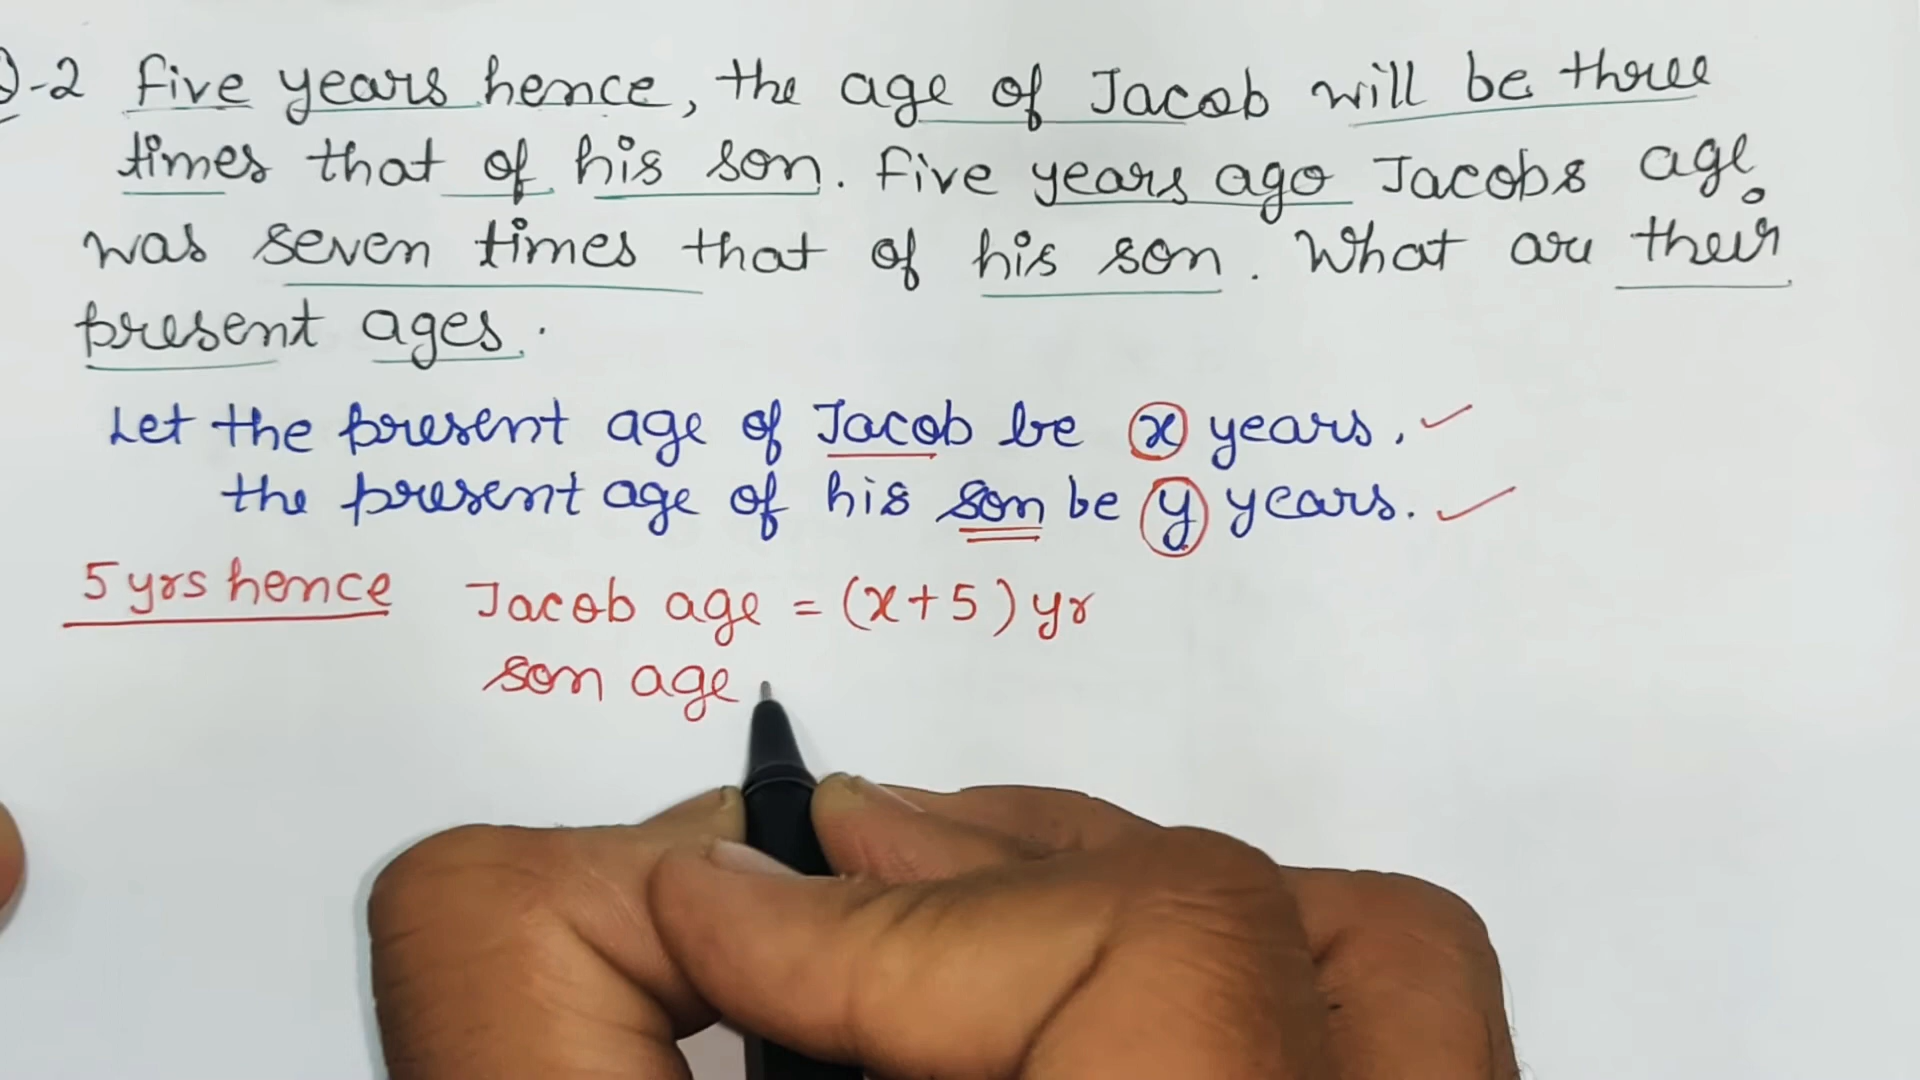 Q-2 Five years hence, the age of Jacob will be three
times that of his son. Five years ago Jacobs age
was seven times that of his son. What are their
present ages.
Let the present age of Jacob be x years.
the present age of his son be y years.
5 yrs hence Jacob age = (x+5) yr
son age